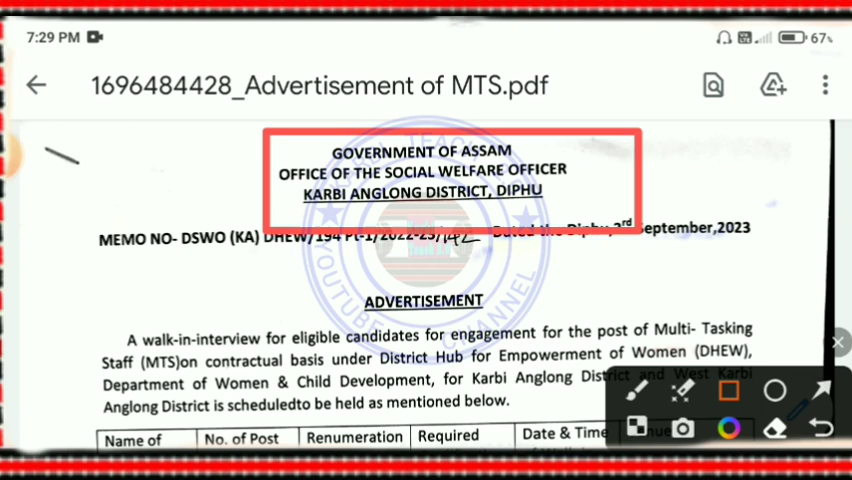 7:29 PM 67%
1696484428_Advertisement of MTS.pdf
GOVERNMENT OF ASSAM
OFFICE OF THE SOCIAL WELFARE OFFICER
KARBI ANGLONG DISTRICT, DIPHU
MEMO NO- DSWO (KA) DHEW/194 Pt-1/2022-23/142 Dated the Diphu, 3rd September,2023
ADVERTISEMENT
A walk-in-interview for eligible candidates for engagement for the post of Multi- Tasking
Staff (MTS)on contractual basis under District Hub for Empowerment of Women (DHEW),
Department of Women & Child Development, for Karbi Anglong District and West Karbi
Anglong District is scheduledto be held as mentioned below.
Name of No. of Post Renumeration Required Date & Time
YOUTUBE CHANNEL